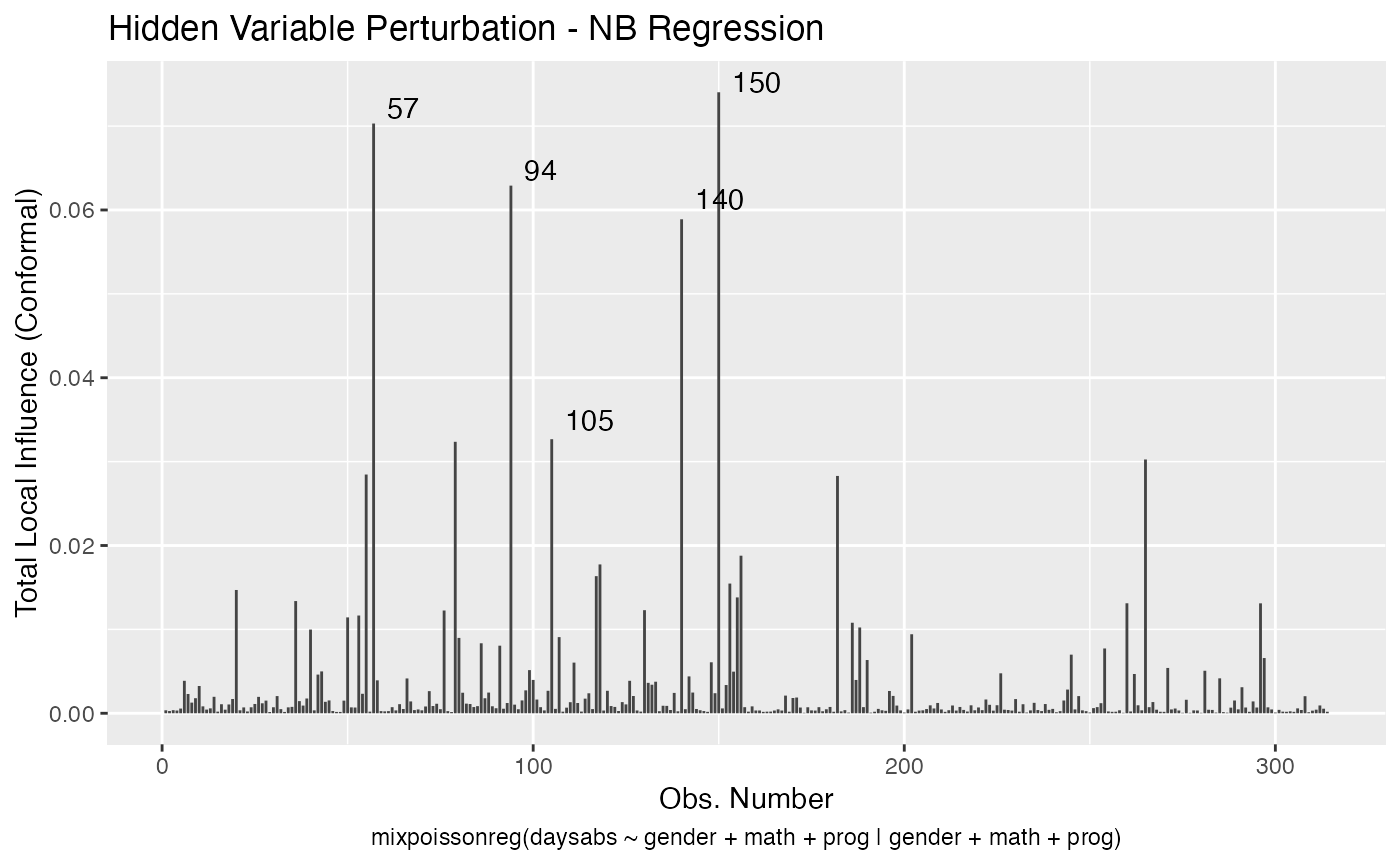 Hidden Variable Perturbation - NB Regression
150
57
94
140
105
Total Local Influence (Conformal)
0.06
0.04
0.02
0.00
0 100 200 300
Obs. Number
mixpoissonreg(daysabs ~ gender + math + prog | gender + math + prog)